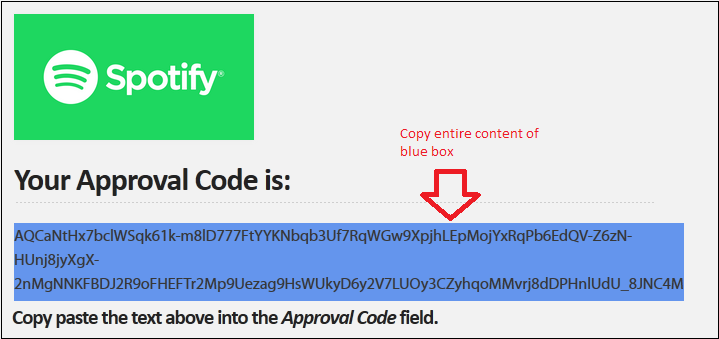 Spotify®
Copy entire content of
blue box
Your Approval Code is:
AQCaNtHx7bclWSqk61k-m8lD777FtYYKNbqb3Uf7RqWGw9XpjhLEpMojYxRqPb6EdQV-Z6zN-
HUnj8jyXgX-
2nMgNNKFBDJ2R9oFHEFTr2Mp9Uezag9HsWUkyD6y2V7LUOy3CZyhqoMMvrj8dDPHnlUdU_8JNC4M
Copy paste the text above into the Approval Code field.